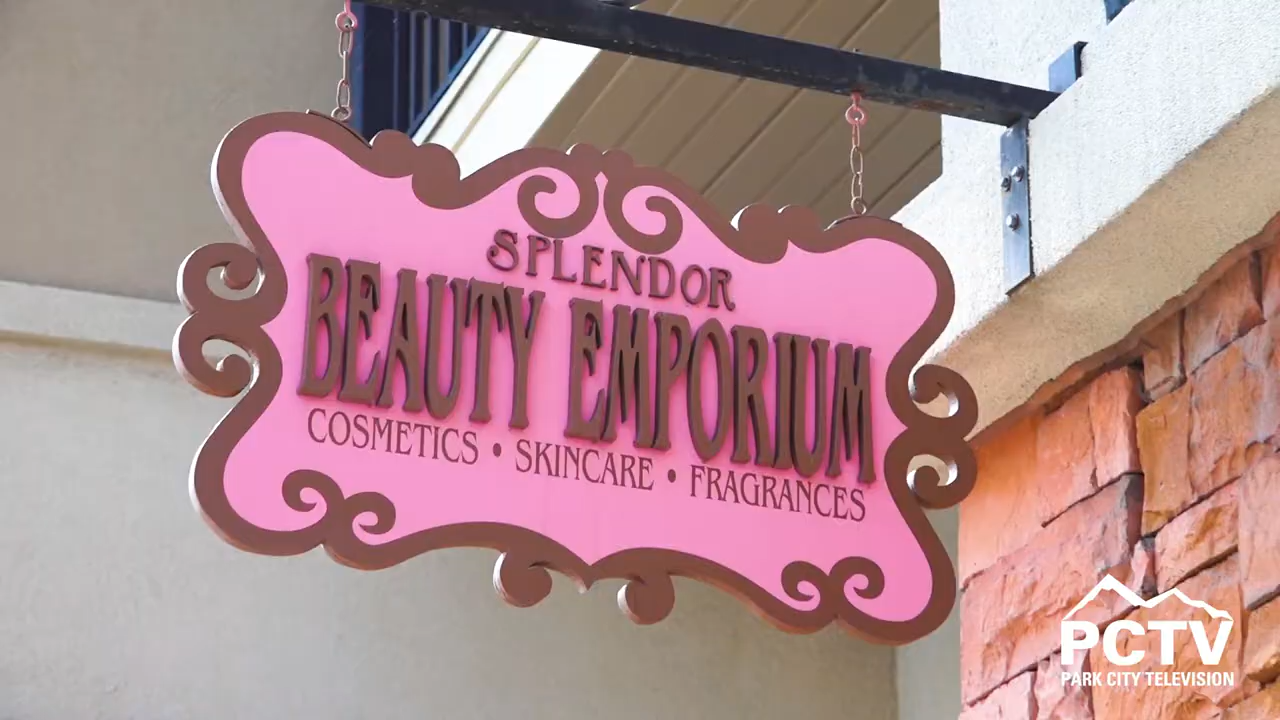 SPLENDOR
BEAUTY EMPORIUM
COSMETICS • SKINCARE • FRAGRANCES
PCTV
PARK CITY TELEVISION